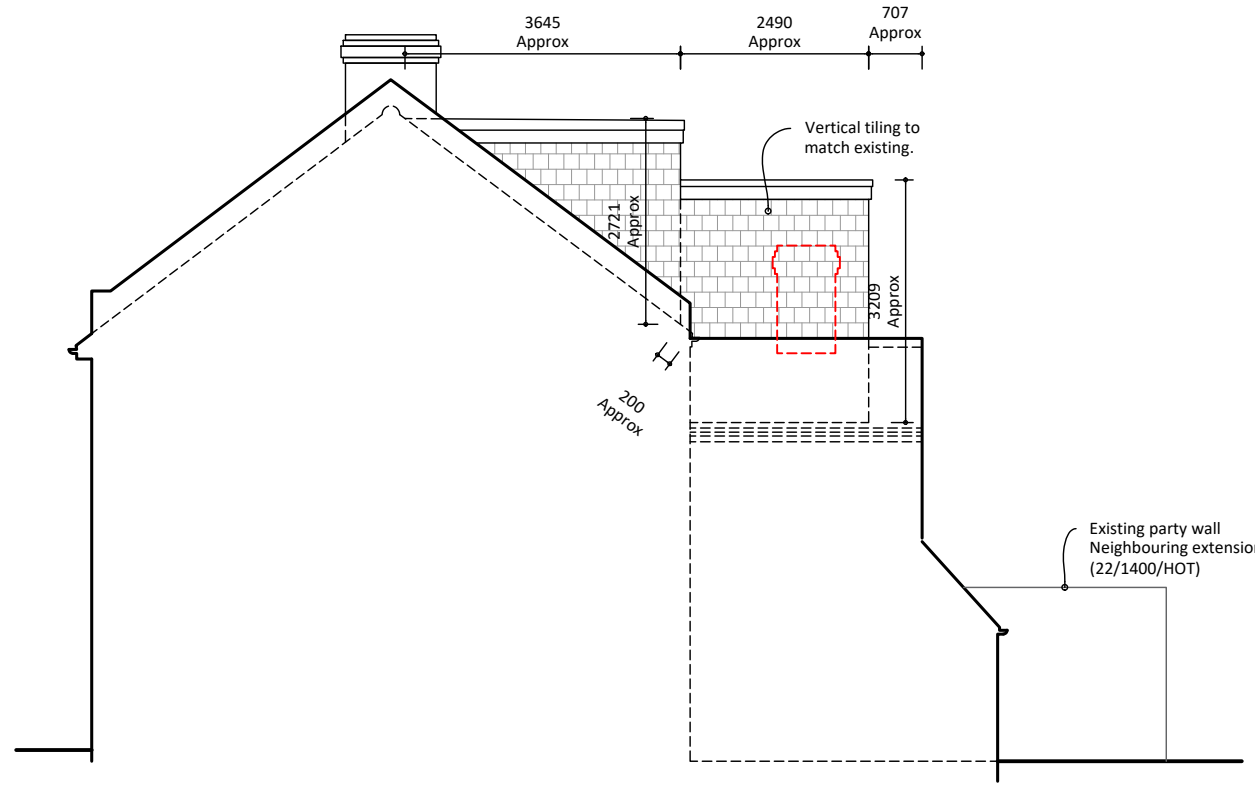 3645
Approx
2490
Approx
707
Approx
Vertical tiling to
match existing.
2721
Approx
3209
Approx
200
Approx
Existing party wall
Neighbouring extension
(22/1400/HOT)